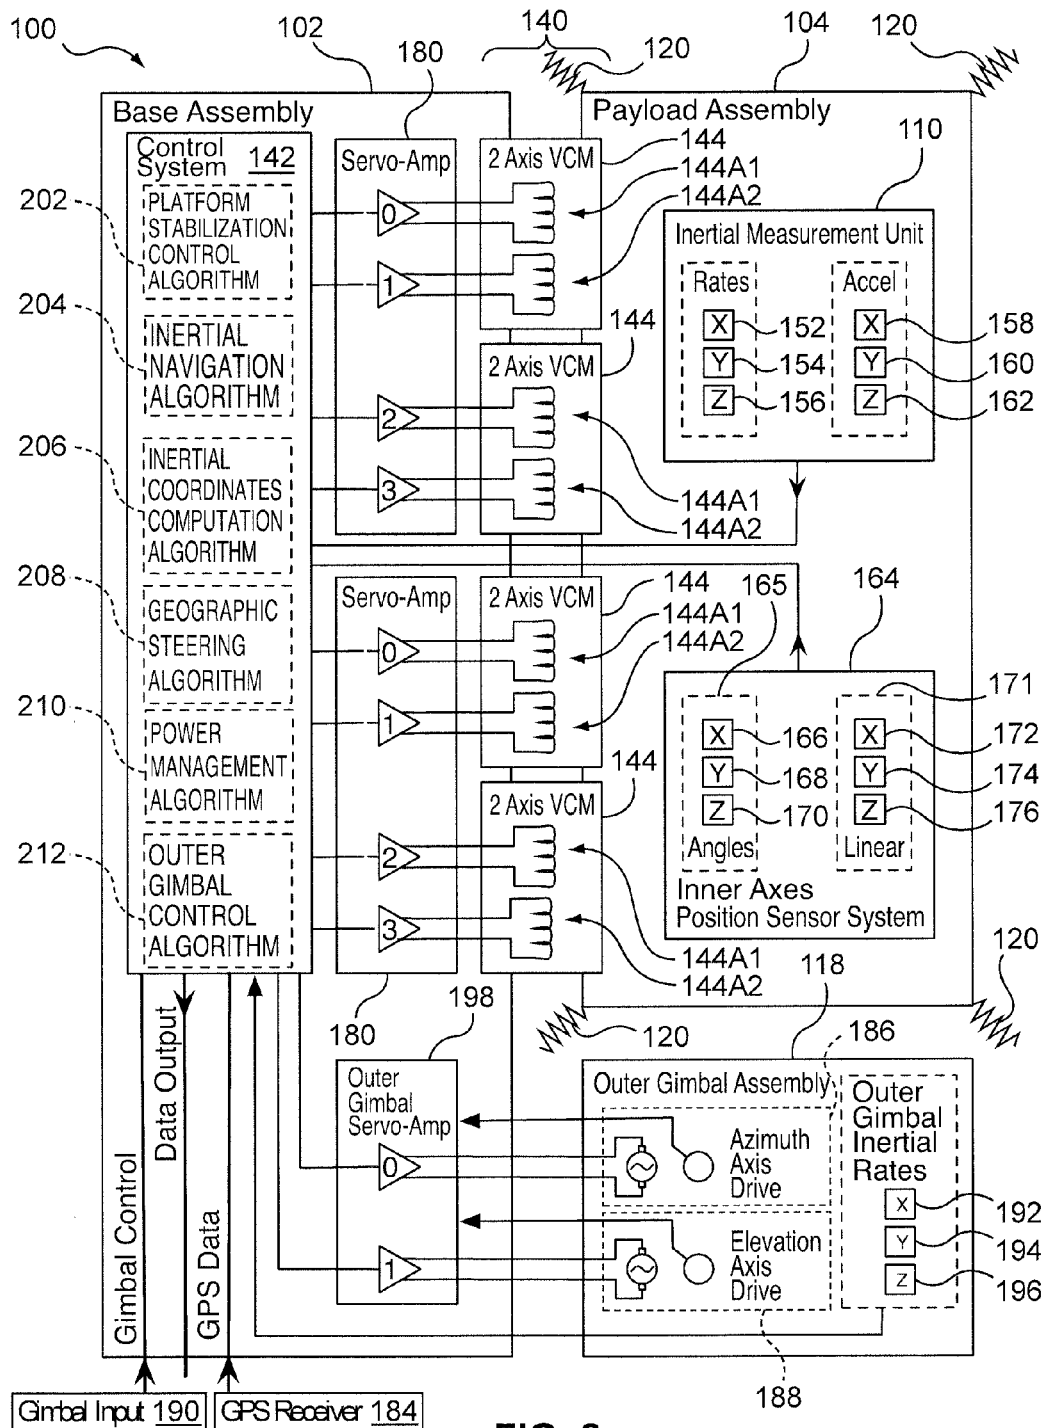 100
102
180
140
120
104
120
Base Assembly
Payload Assembly
Control
System 142
Servo-Amp
2 Axis VCM
144
144A1
144A2
110
202
PLATFORM
STABILIZATION
CONTROL
ALGORITHM
0
1
Inertial Measurement Unit
Rates
Accel
X
152
X
158
Y
154
Y
160
Z
156
Z
162
204
INERTIAL
NAVIGATION
ALGORITHM
2 Axis VCM
144
2
3
144A1
144A2
206
INERTIAL
COORDINATES
COMPUTATION
ALGORITHM
208
GEOGRAPHIC
STEERING
ALGORITHM
Servo-Amp
2 Axis VCM
144
144A1
144A2
165
164
0
1
171
X
166
X
172
Y
168
Y
174
Z
170
Z
176
Angles
Linear
Inner Axes
Position Sensor System
210
POWER
MANAGEMENT
ALGORITHM
2 Axis VCM
144
2
3
144A1
144A2
212
OUTER
GIMBAL
CONTROL
ALGORITHM
180
198
120
118
186
120
Gimbal Control
Data Output
GPS Data
Outer
Gimbal
Servo-Amp
0
1
Outer Gimbal Assembly
Azimuth
Axis
Drive
Elevation
Axis
Drive
Outer
Gimbal
Inertial
Rates
X
192
Y
194
Z
196
188
Gimbal Input 190
GPS Receiver 184